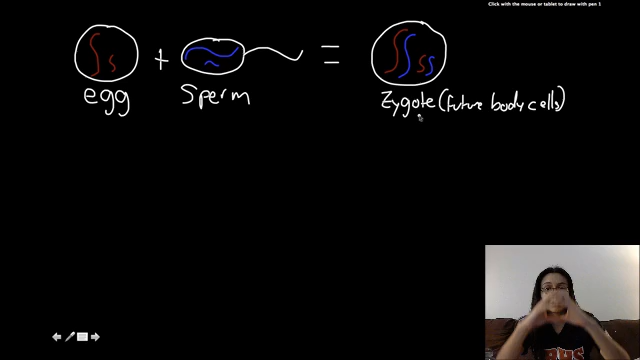 Click with the mouse or tablet to draw with pen 1
+ =
egg
Sperm
Zygote (future body cells)